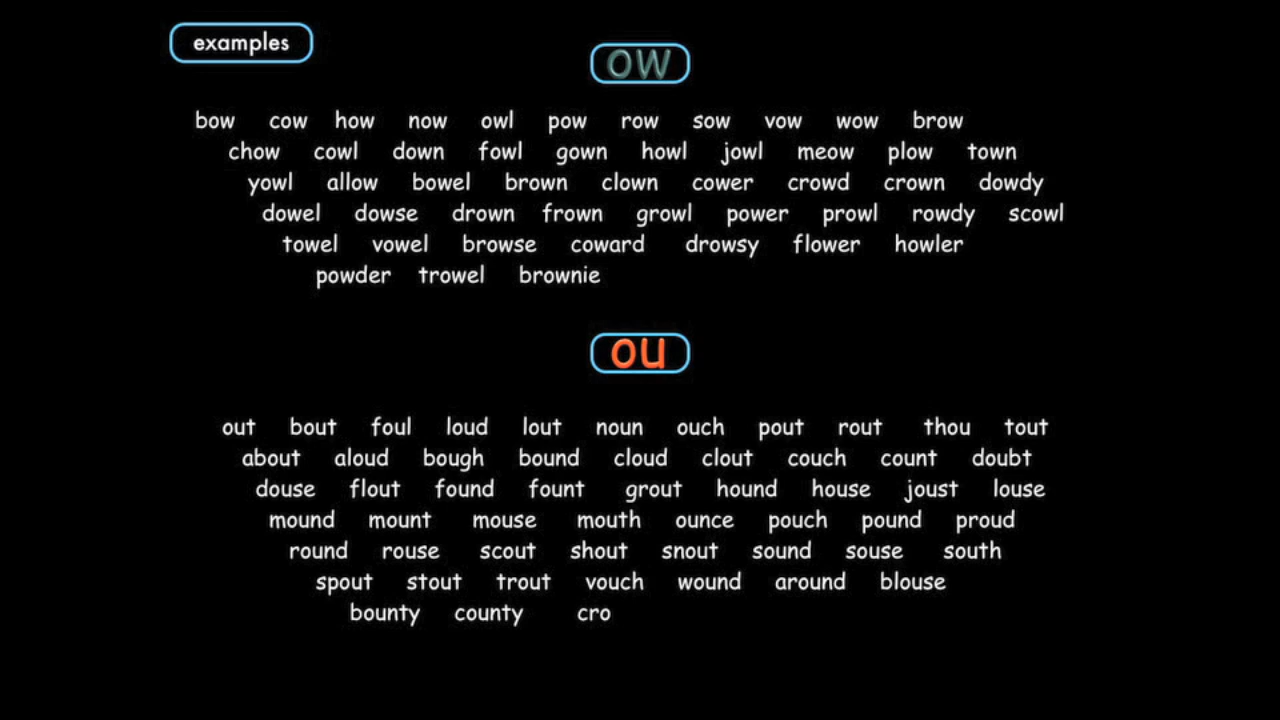 examples
ow
bow cow how now owl pow row sow vow wow brow
chow cowl down fowl gown howl jowl meow plow town
yowl allow bowel brown clown cower crowd crown dowdy
dowel dowse drown frown growl power prowl rowdy scowl
towel vowel browse coward drowsy flower howler
powder trowel brownie
ou
out bout foul loud lout noun ouch pout rout thou tout
about aloud bough bound cloud clout couch count doubt
douse flout found fount grout hound house joust louse
mound mount mouse mouth ounce pouch pound proud
round rouse scout shout snout sound souse south
spout stout trout vouch wound around blouse
bounty county cro